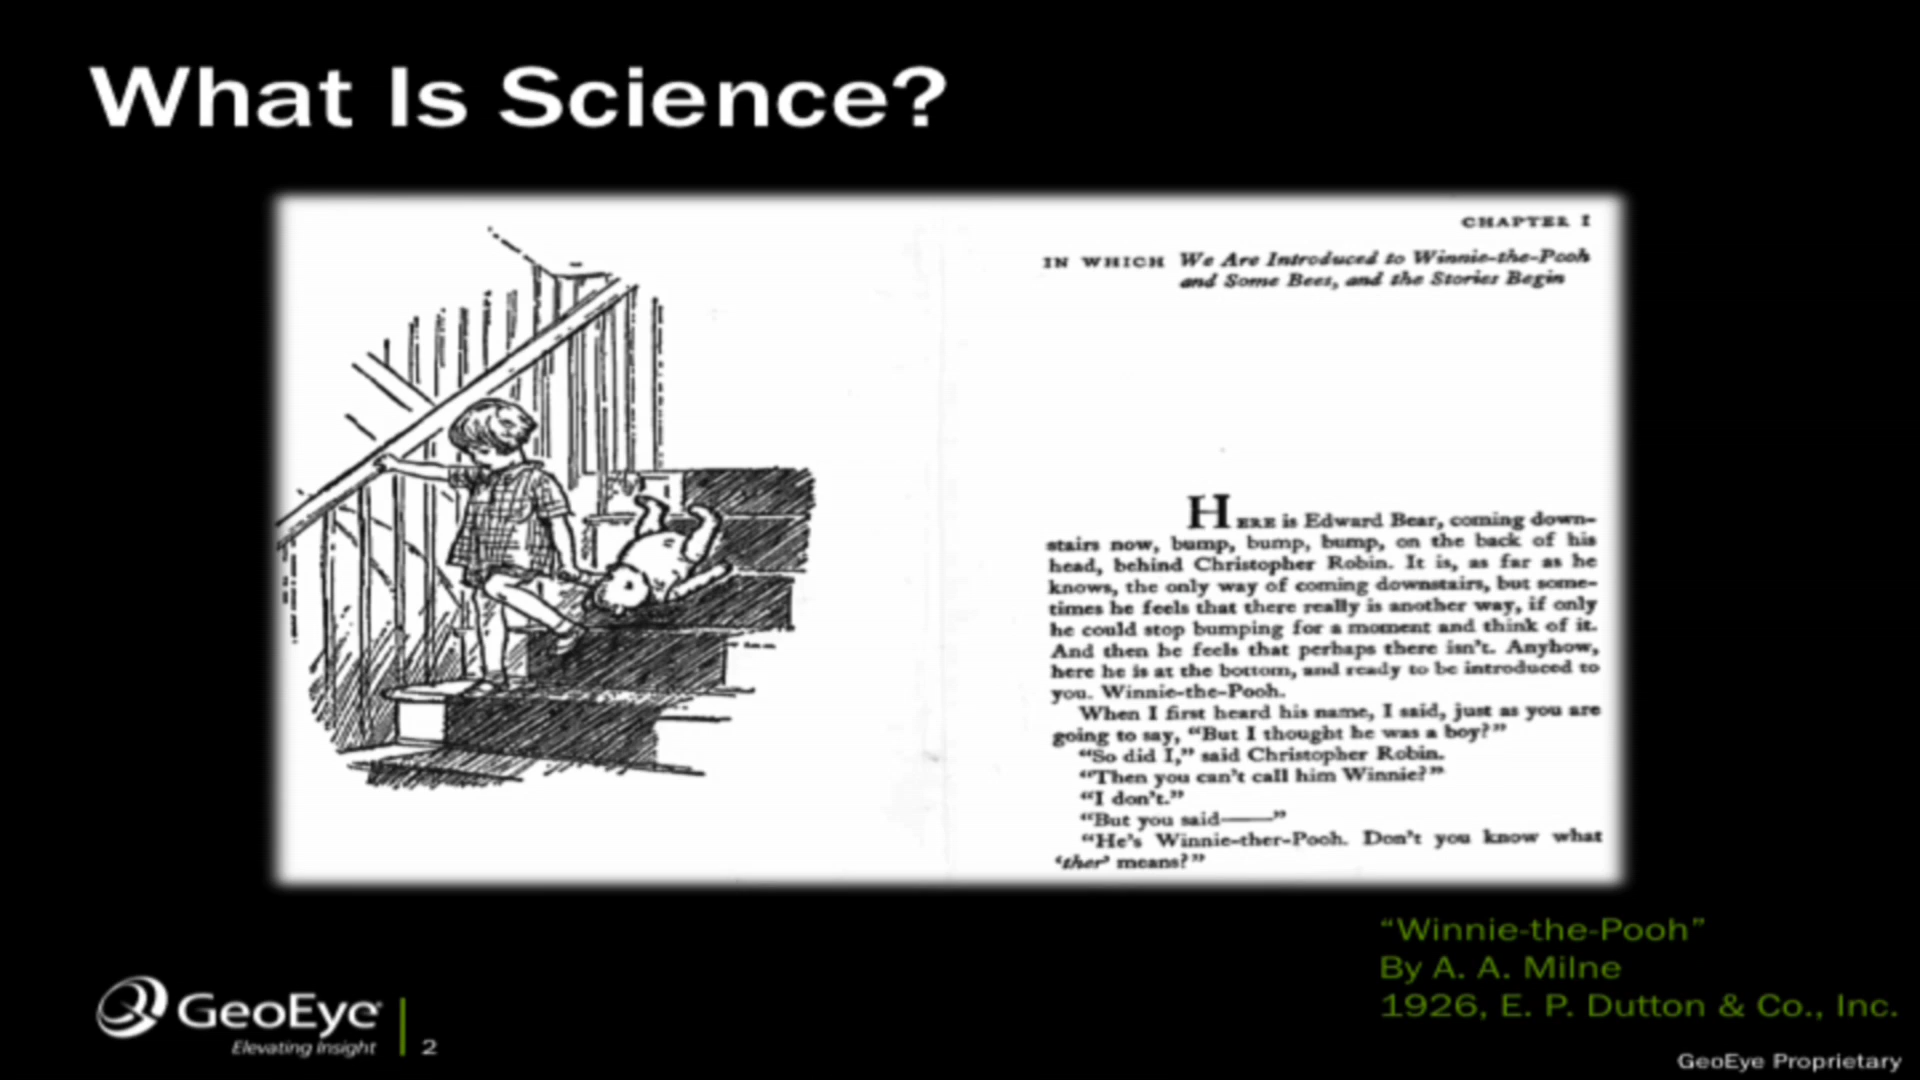 What Is Science?
CHAPTER I
IN WHICH We Are Introduced to Winnie-the-Pooh
and Some Bees, and the Stories Begin
HERE is Edward Bear, coming down-
stairs now, bump, bump, bump, on the back of his
head, behind Christopher Robin. It is, as far as he
knows, the only way of coming downstairs, but some-
times he feels that there really is another way, if only
he could stop bumping for a moment and think of it.
And then he feels that perhaps there isn't. Anyhow,
here he is at the bottom, and ready to be introduced to
you. Winnie-the-Pooh.
When I first heard his name, I said, just as you are
going to say, “But I thought he was a boy?”
“So did I,” said Christopher Robin.
“Then you can't call him Winnie?”
“I don't.”
“But you said——”
“He's Winnie-ther-Pooh. Don't you know what
‘ther’ means?”
“Winnie-the-Pooh”
By A. A. Milne
1926, E. P. Dutton & Co., Inc.
GeoEye
Elevating Insight
2
GeoEye Proprietary